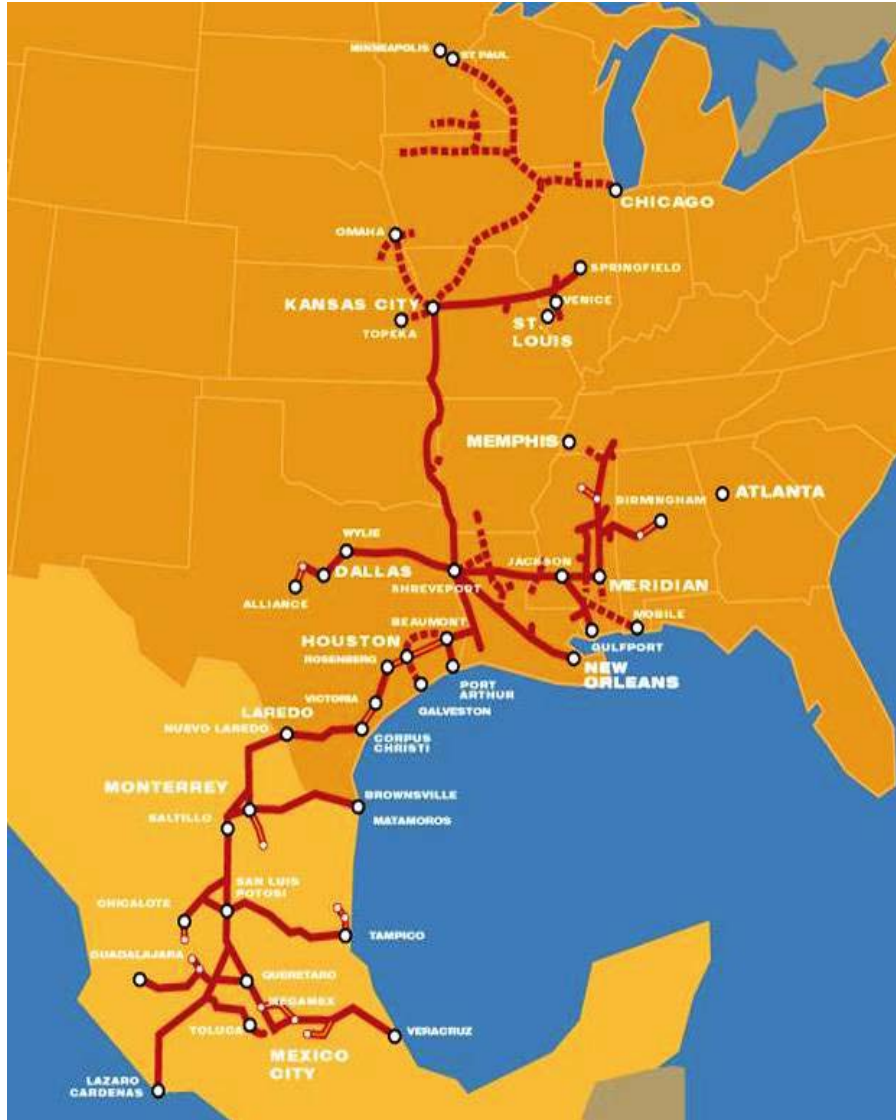 MINNEAPOLIS
ST PAUL
CHICAGO
OMAHA
SPRINGFIELD
KANSAS CITY
VENICE
TOPEKA
ST.
LOUIS
MEMPHIS
BIRMINGHAM
ATLANTA
WYLIE
DALLAS
JACKSON
SHREVEPORT
MERIDIAN
ALLIANCE
BEAUMONT
MOBILE
HOUSTON
GULFPORT
ROSENBERG
NEW
ORLEANS
PORT
ARTHUR
VICTORIA
GALVESTON
LAREDO
NUEVO LAREDO
CORPUS
CHRISTI
MONTERREY
BROWNSVILLE
SALTILLO
MATAMOROS
SAN LUIS
POTOSI
CHICALOTE
TAMPICO
GUADALAJARA
QUERETARO
MEGAMEX
TOLUCA
VERACRUZ
MEXICO
CITY
LAZARO
CARDENAS